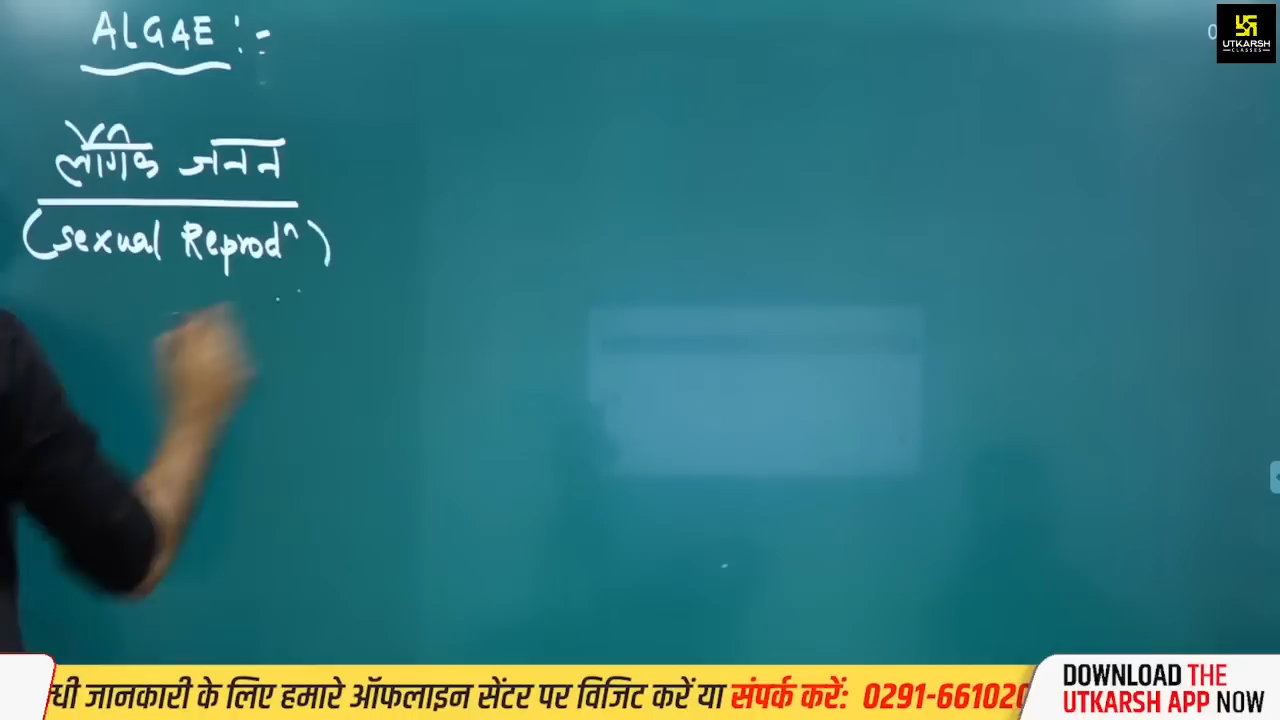 ALGAE :-
लैंगिक जनन
(sexual Reprodⁿ)
UTKARSH
CLASSES
जानकारी के लिए हमारे ऑफलाइन सेंटर पर विजिट करें या संपर्क करें: 0291-661020
DOWNLOAD THE
UTKARSH APP NOW